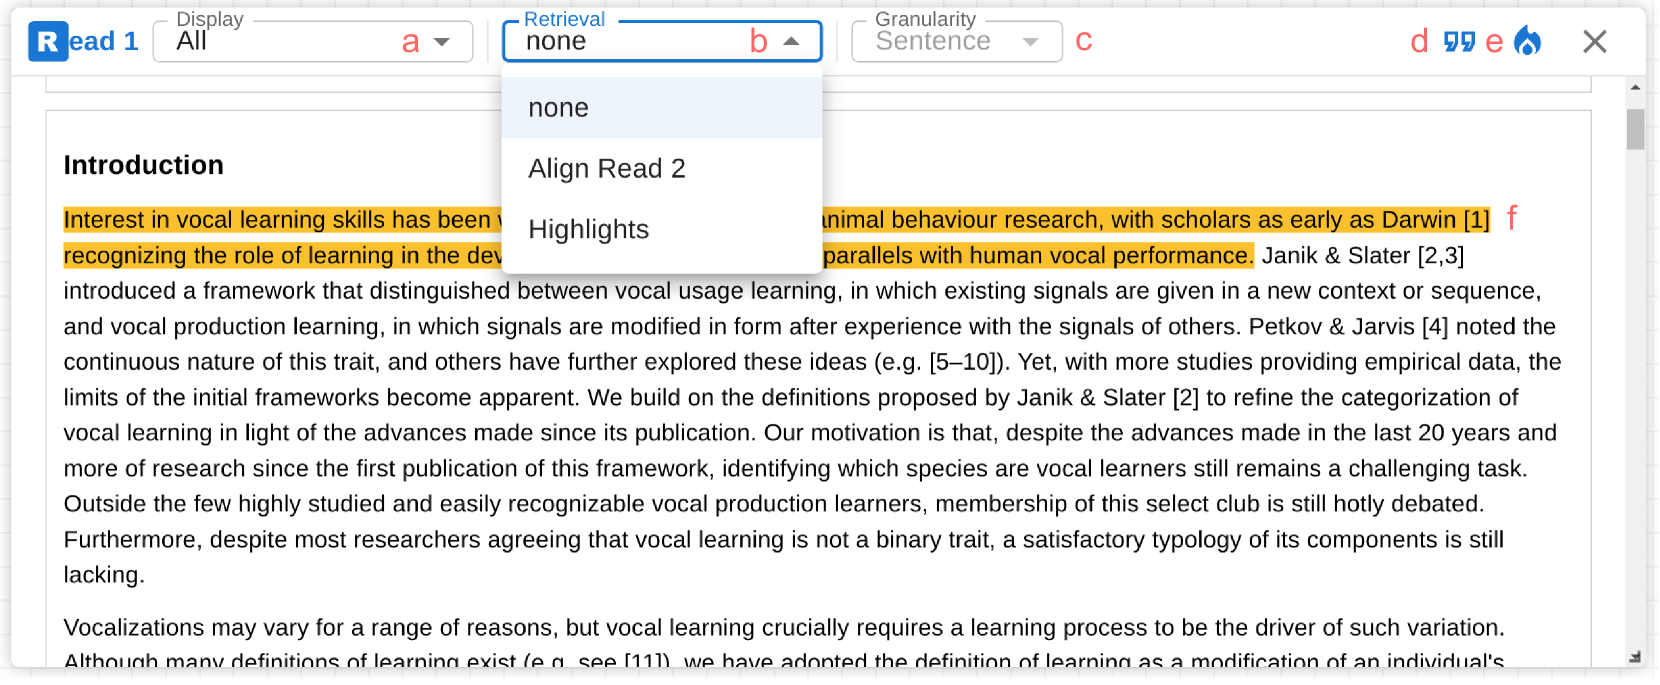 Read 1
Display
All
a
Retrieval
none
b
Granularity
Sentence
c
d
e
none
Align Read 2
Highlights
Introduction
Interest in vocal learning skills has been animal behaviour research, with scholars as early as Darwin [1] f
recognizing the role of learning in the parallels with human vocal performance. Janik & Slater [2,3]
introduced a framework that distinguished between vocal usage learning, in which existing signals are given in a new context or sequence,
and vocal production learning, in which signals are modified in form after experience with the signals of others. Petkov & Jarvis [4] noted the
continuous nature of this trait, and others have further explored these ideas (e.g. [5–10]). Yet, with more studies providing empirical data, the
limits of the initial frameworks become apparent. We build on the definitions proposed by Janik & Slater [2] to refine the categorization of
vocal learning in light of the advances made since its publication. Our motivation is that, despite the advances made in the last 20 years and
more of research since the first publication of this framework, identifying which species are vocal learners still remains a challenging task.
Outside the few highly studied and easily recognizable vocal production learners, membership of this select club is still hotly debated.
Furthermore, despite most researchers agreeing that vocal learning is not a binary trait, a satisfactory typology of its components is still
lacking.
Vocalizations may vary for a range of reasons, but vocal learning crucially requires a learning process to be the driver of such variation.
Although many definitions of learning exist (e.g. see [11]), we have adopted the definition of learning as a modification of an individual's